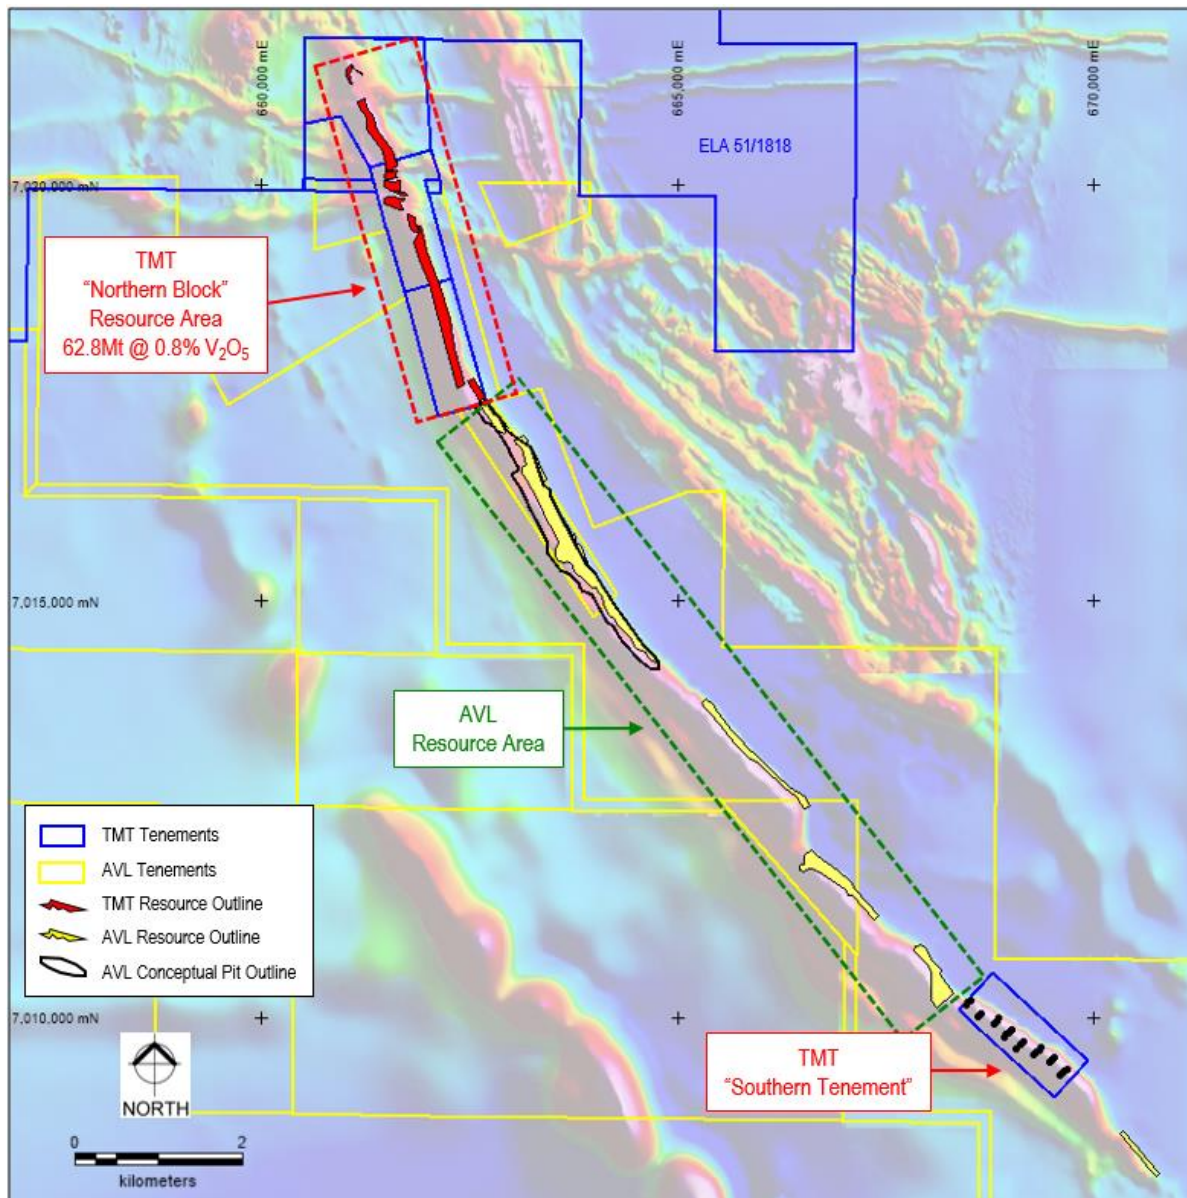 660,000 mE
665,000 mE
670,000 mE
ELA 51/1818
7,020,000 mN
TMT
“Northern Block”
Resource Area
62.8Mt @ 0.8% V₂O₅
7,015,000 mN
AVL
Resource Area
TMT Tenements
AVL Tenements
TMT Resource Outline
AVL Resource Outline
AVL Conceptual Pit Outline
7,010,000 mN
TMT
“Southern Tenement”
NORTH
0 2
kilometers